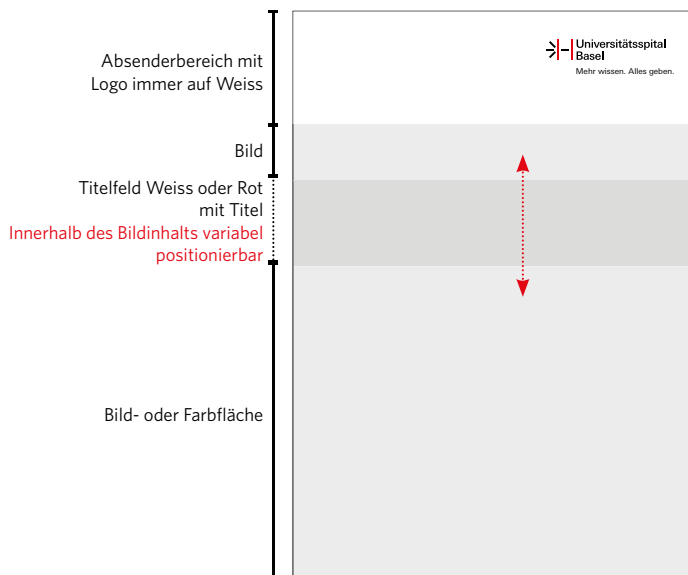 Absenderbereich mit
Logo immer auf Weiss
Universitätsspital
Basel
Mehr wissen. Alles geben.
Bild
Titelfeld Weiss oder Rot
mit Titel
Innerhalb des Bildinhalts variabel
positionierbar
Bild- oder Farbfläche